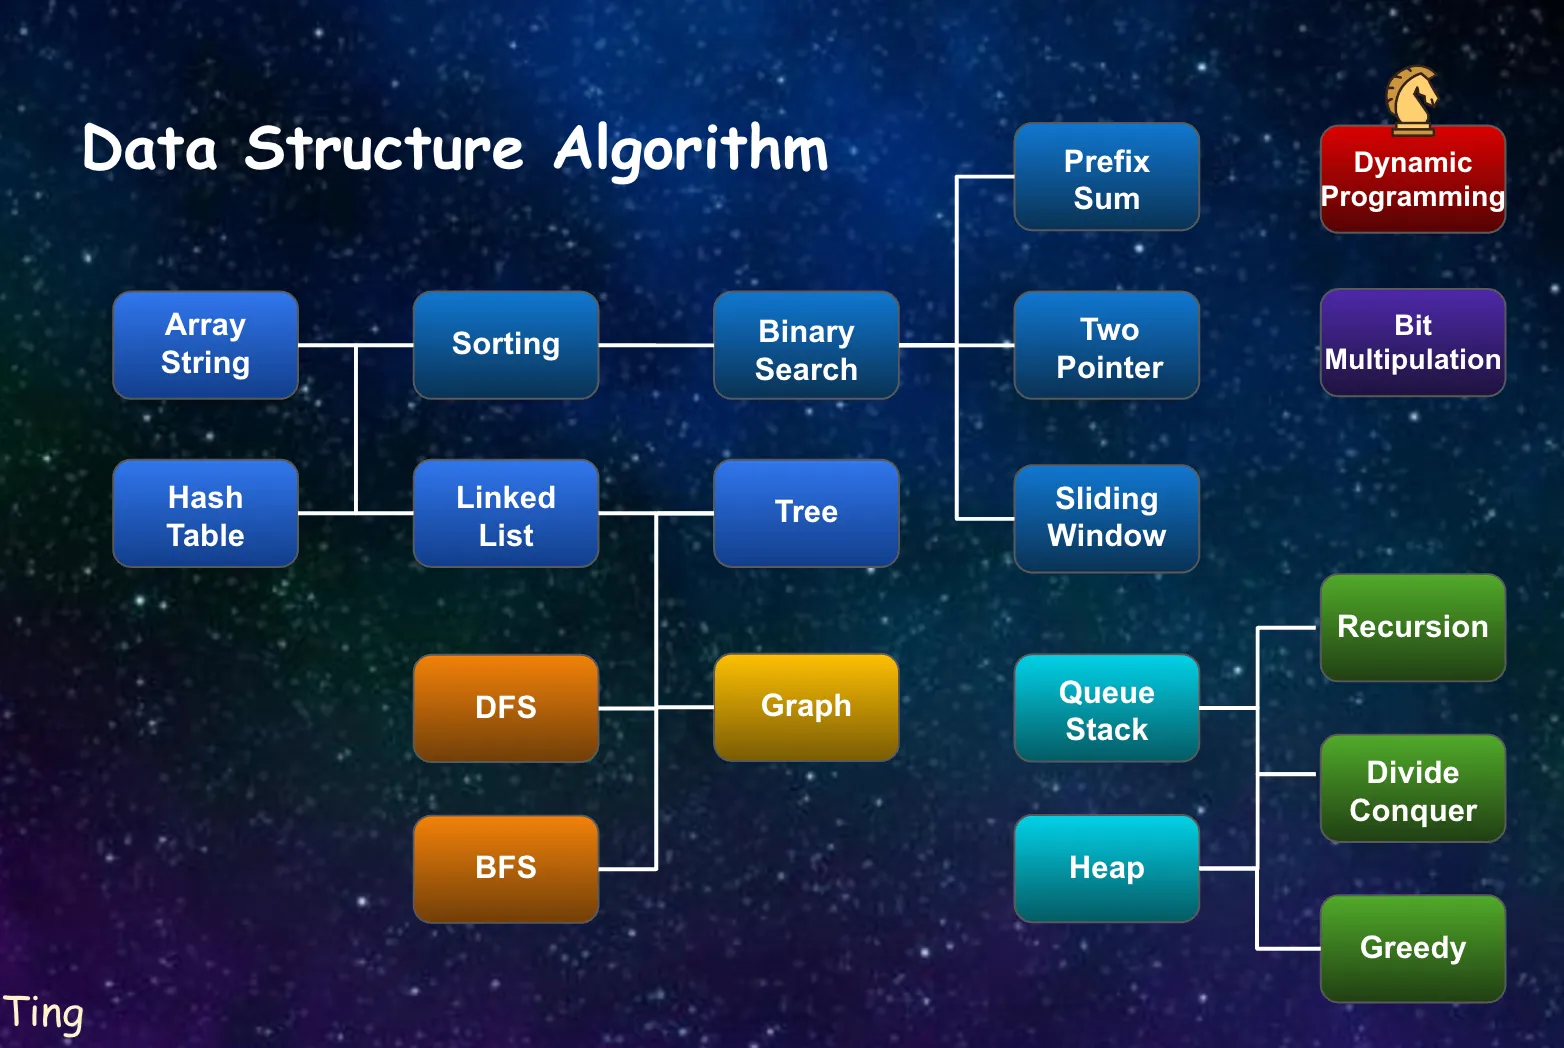 Data Structure Algorithm
Prefix
Sum
Dynamic
Programming
Array
String
Sorting
Binary
Search
Two
Pointer
Bit
Multipulation
Hash
Table
Linked
List
Tree
Sliding
Window
Recursion
DFS
Graph
Queue
Stack
Divide
Conquer
BFS
Heap
Greedy
Ting